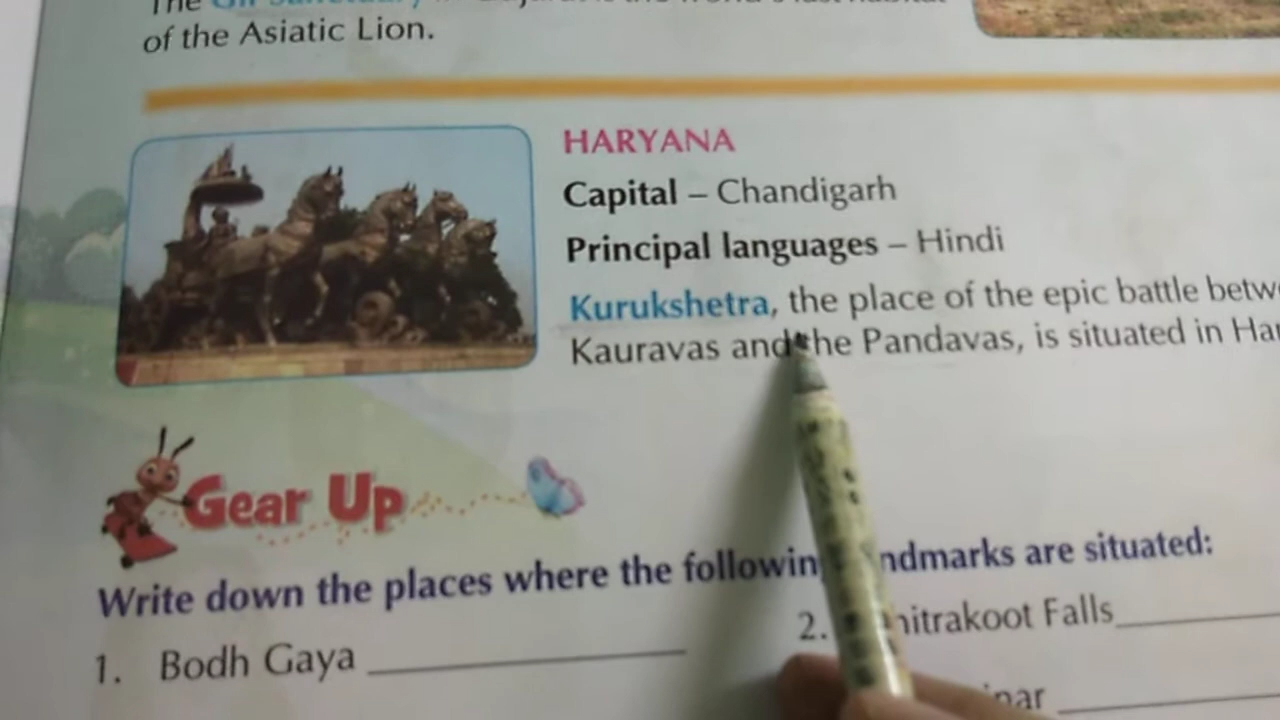 The
of the Asiatic Lion.
HARYANA
Capital – Chandigarh
Principal languages – Hindi
Kurukshetra, the place of the epic battle
Kauravas and the Pandavas, is situated in
Gear Up
Write down the places where the following landmarks are situated:
1. Bodh Gaya
2. Chitrakoot Falls